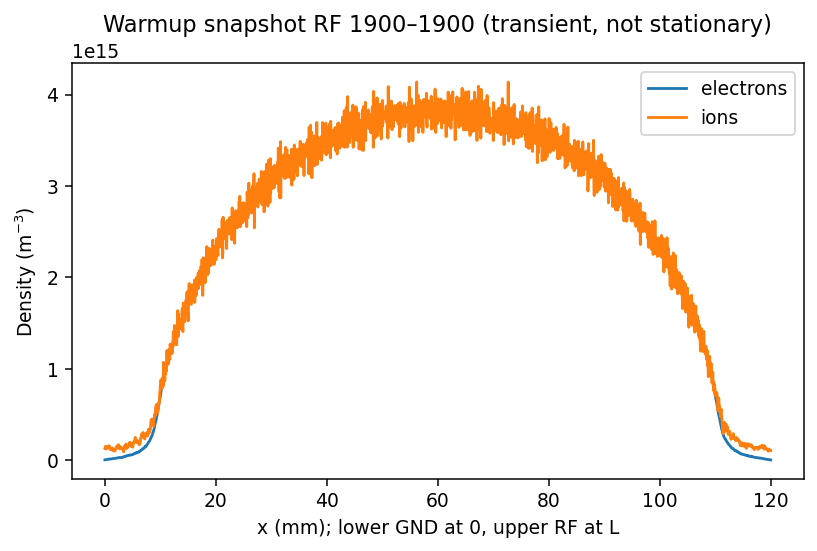 Warmup snapshot RF 1900–1900 (transient, not stationary)
1e15
electrons
ions
4
3
2
1
0
Density (m⁻³)
0 20 40 60 80 100 120
x (mm); lower GND at 0, upper RF at L